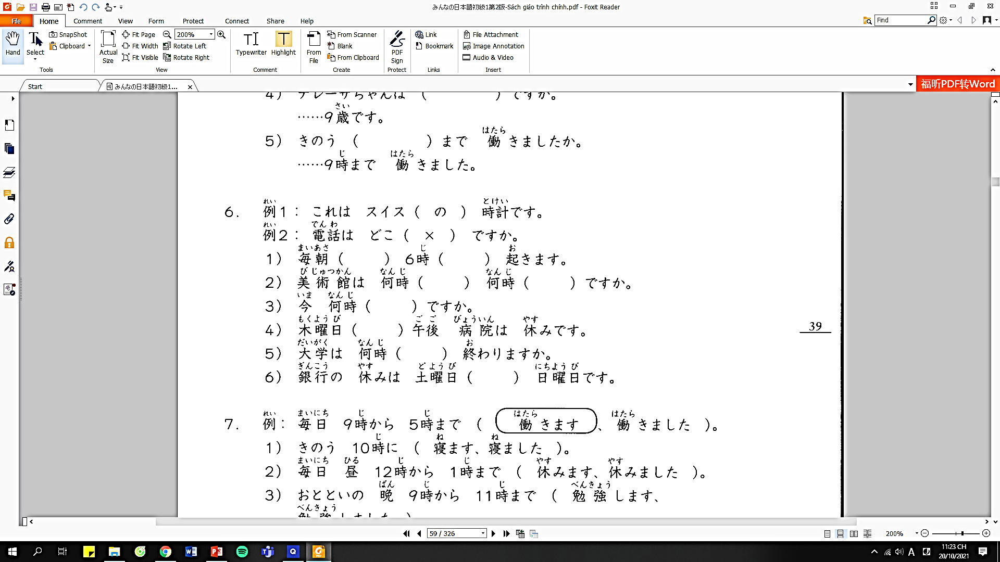 みんなの日本語初級1第2版-Sách giáo trình chính.pdf - Foxit Reader
File Home Comment View Form Protect Connect Share Help
Find
Hand
Select
SnapShot
Clipboard
Tools
Actual Size
Fit Page
Fit Width
Fit Visible
200%
Rotate Left
Rotate Right
View
Typewriter
Highlight
Comment
From File
From Scanner
Blank
From Clipboard
Create
PDF Sign
Protect
Link
Bookmark
Links
File Attachment
Image Annotation
Audio & Video
Insert
Start
みんなの日本語初級1...
福昕PDF转Word
4) テレーザちゃんは ( ) ですか。
さい
……9歳です。
はたら
5) きのう ( ) まで 働きましたか。
じ はたら
……9時まで 働きました。
れい とけい
6. 例1: これは スイス ( の ) 時計です。
れい でんわ
例2: 電話は どこ ( × ) ですか。
まいあさ じ お
1) 毎朝 ( ) 6時 ( ) 起きます。
びじゅつかん なんじ なんじ
2) 美術館は 何時 ( ) 何時 ( ) ですか。
いま なんじ
3) 今 何時 ( ) ですか。
もくようび ごご びょういん やす
4) 木曜日 ( ) 午後 病院は 休みです。
だいがく なんじ お
5) 大学は 何時 ( ) 終わりますか。
ぎんこう やす どようび にちようび
6) 銀行の 休みは 土曜日 ( ) 日曜日です。
39
れい まいにち じ じ はたら はたら
7. 例: 毎日 9時から 5時まで ( 働きます、働きました )。
じ ね ね
1) きのう 10時に ( 寝ます、寝ました )。
まいにち ひる じ じ やす やす
2) 毎日 昼 12時から 1時まで ( 休みます、休みました )。
ばん じ じ べんきょう
3) おとといの 晩 9時から 11時まで ( 勉強します、
べんきょう
勉強しました )
59 / 326
200%
11:23 CH
20/10/2021